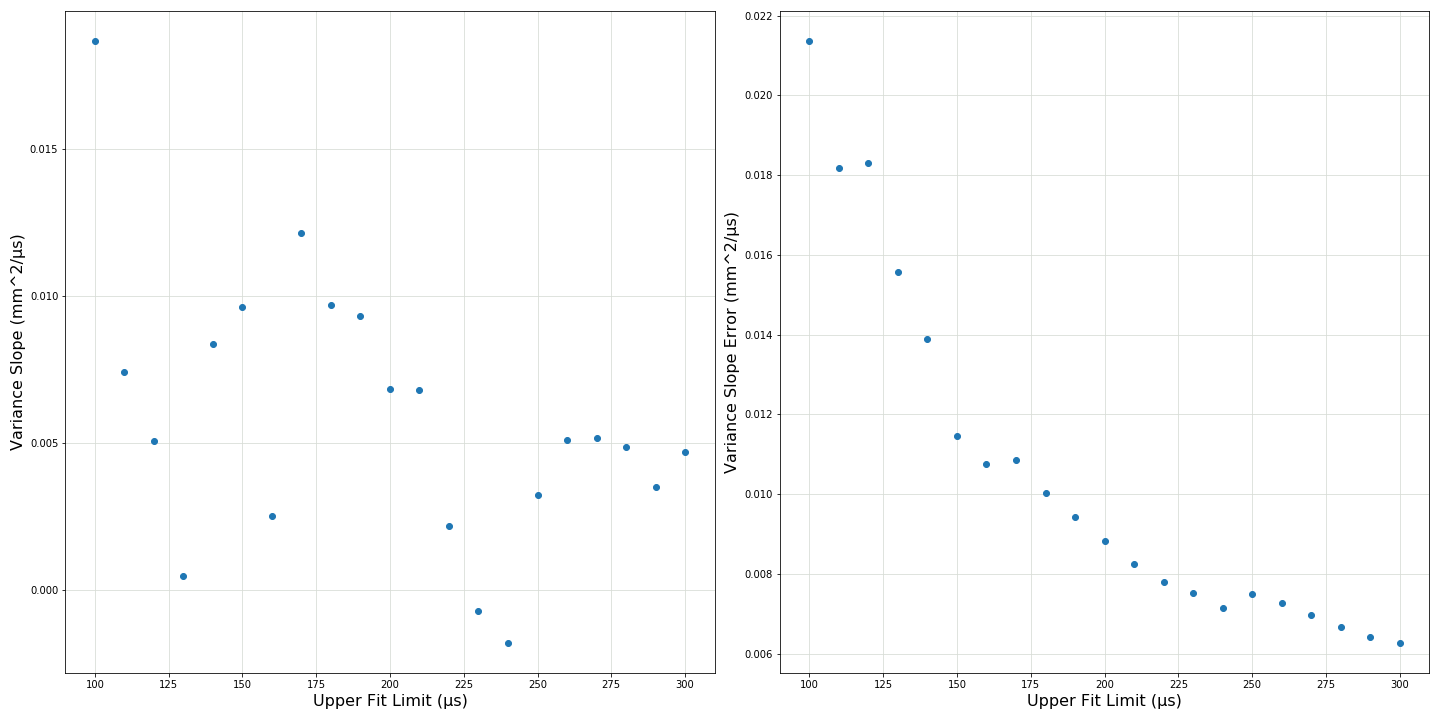 0.015
0.010
0.005
0.000
Variance Slope (mm^2/μs)
100 125 150 175 200 225 250 275 300
Upper Fit Limit (μs)
0.022
0.020
0.018
0.016
0.014
0.012
0.010
0.008
0.006
Variance Slope Error (mm^2/μs)
100 125 150 175 200 225 250 275 300
Upper Fit Limit (μs)